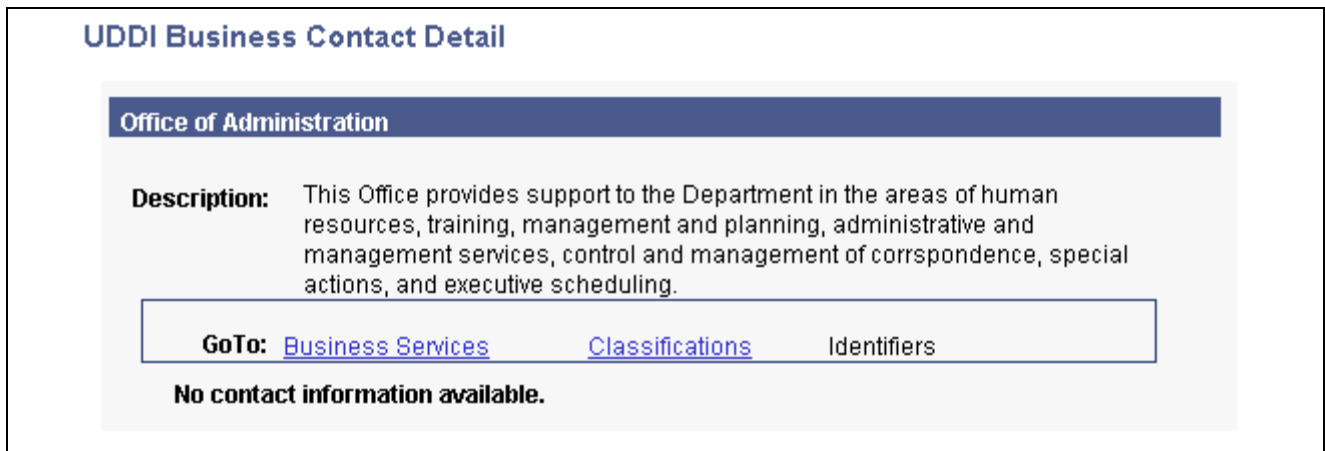 UDDI Business Contact Detail
Office of Administration
Description: This Office provides support to the Department in the areas of human
resources, training, management and planning, administrative and
management services, control and management of corrspondence, special
actions, and executive scheduling.
GoTo: Business Services Classifications Identifiers
No contact information available.